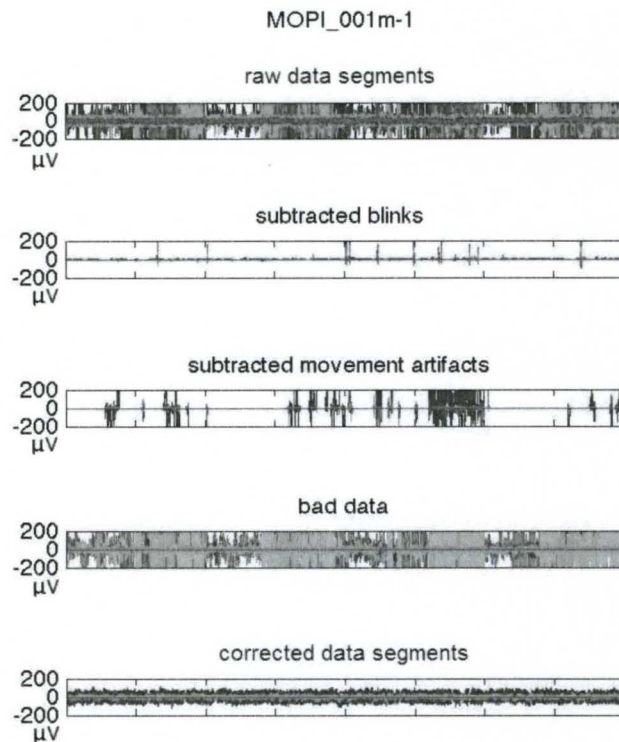 MOPI_001m-1
raw data segments
200
0
-200
µV
subtracted blinks
200
0
-200
µV
subtracted movement artifacts
200
0
-200
µV
bad data
200
0
-200
µV
corrected data segments
200
0
-200
µV